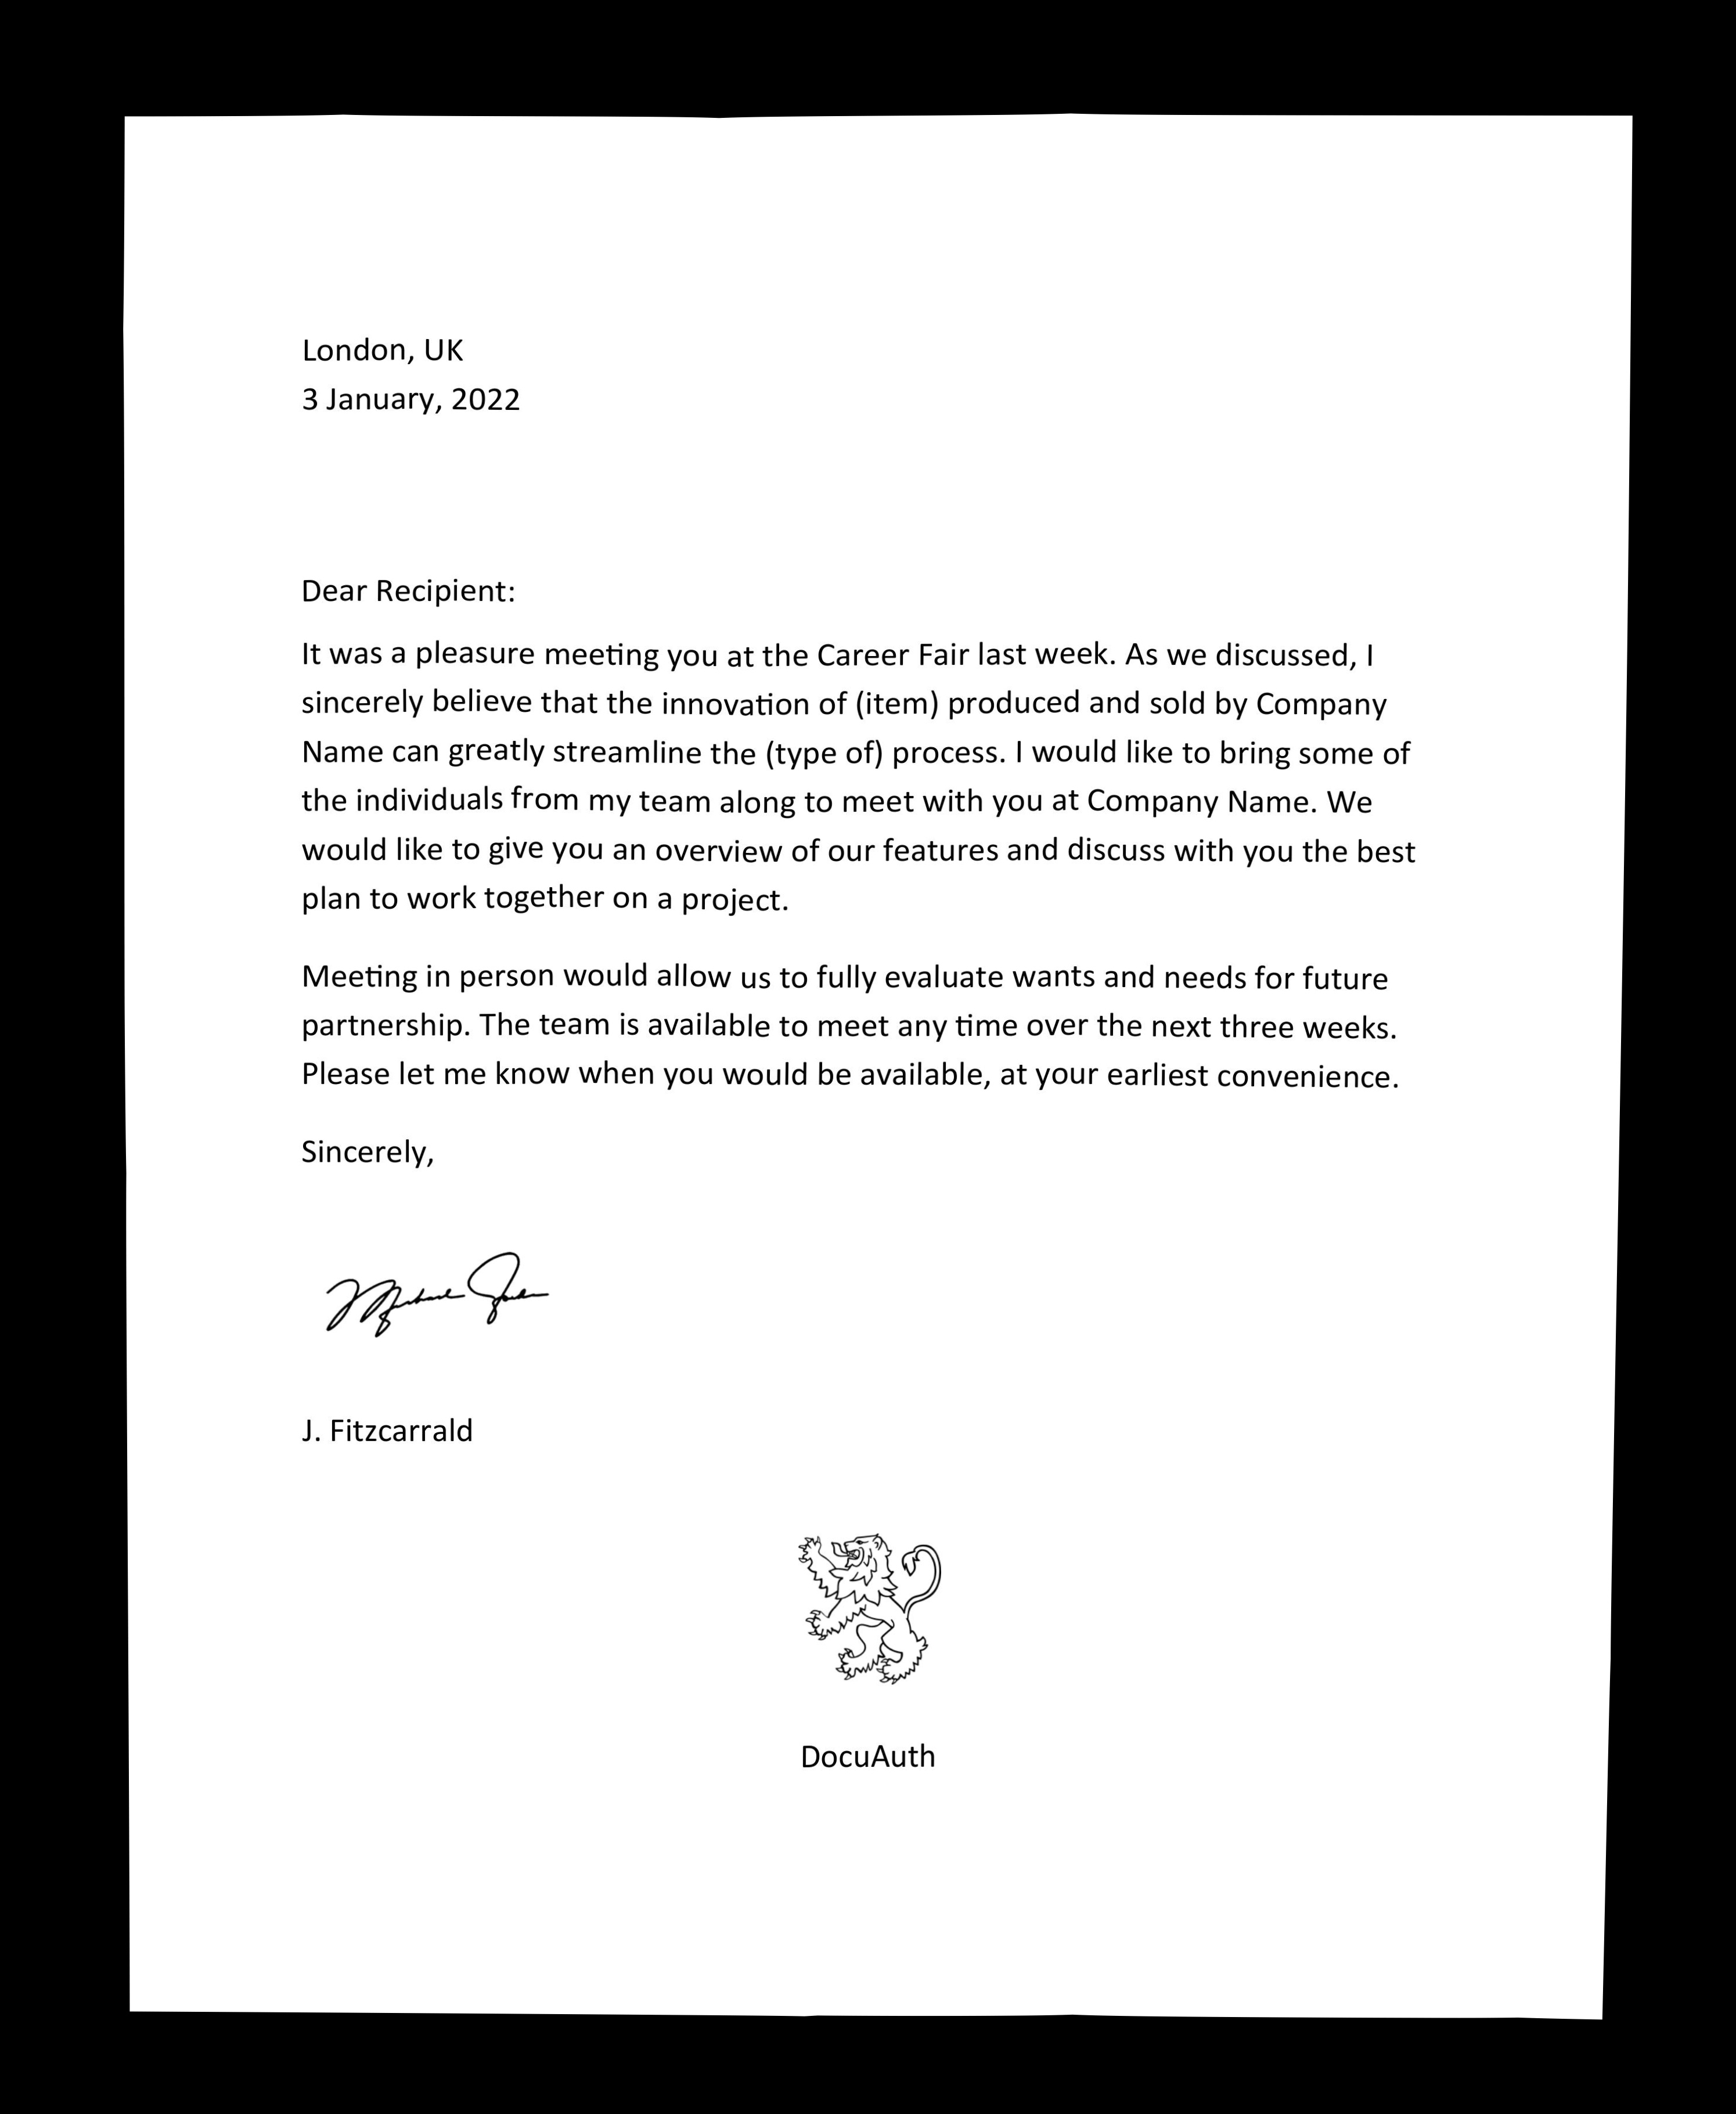 London, UK
3 January, 2022
Dear Recipient:
It was a pleasure meeting you at the Career Fair last week. As we discussed, I
sincerely believe that the innovation of (item) produced and sold by Company
Name can greatly streamline the (type of) process. I would like to bring some of
the individuals from my team along to meet with you at Company Name. We
would like to give you an overview of our features and discuss with you the best
plan to work together on a project.
Meeting in person would allow us to fully evaluate wants and needs for future
partnership. The team is available to meet any time over the next three weeks.
Please let me know when you would be available, at your earliest convenience.
Sincerely,
J. Fitzcarrald
DocuAuth